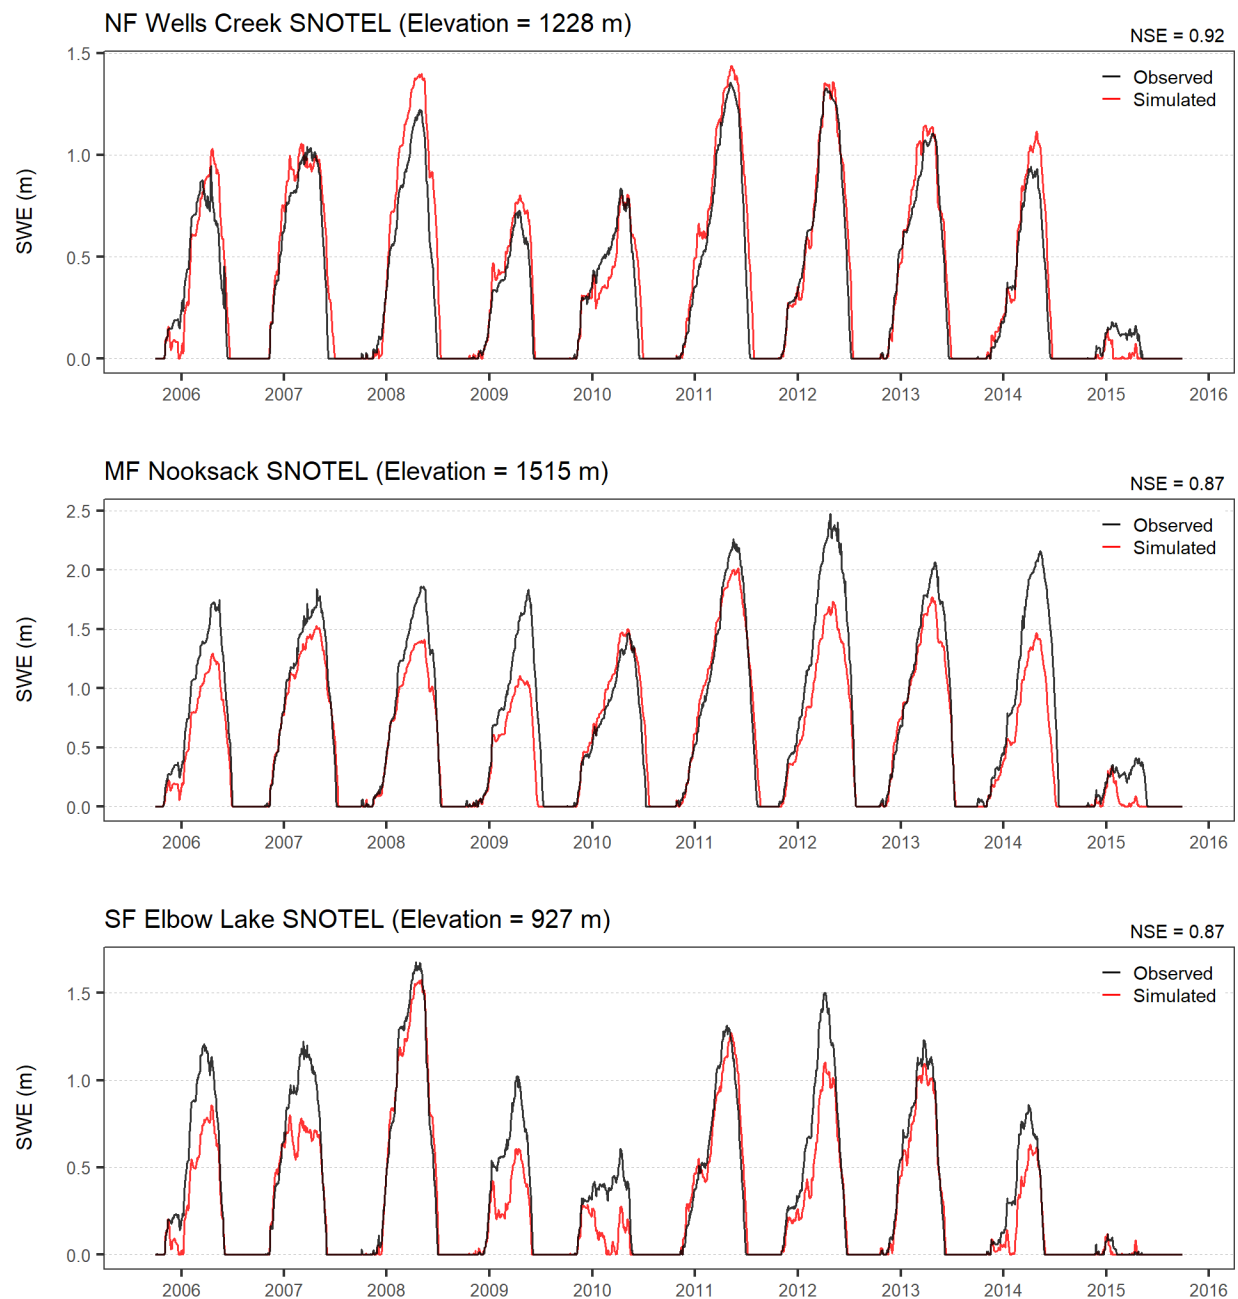 NF Wells Creek SNOTEL (Elevation = 1228 m)
NSE = 0.92
SWE (m)
1.5
1.0
0.5
0.0
Observed
Simulated
2006 2007 2008 2009 2010 2011 2012 2013 2014 2015 2016
MF Nooksack SNOTEL (Elevation = 1515 m)
NSE = 0.87
SWE (m)
2.5
2.0
1.5
1.0
0.5
0.0
Observed
Simulated
2006 2007 2008 2009 2010 2011 2012 2013 2014 2015 2016
SF Elbow Lake SNOTEL (Elevation = 927 m)
NSE = 0.87
SWE (m)
1.5
1.0
0.5
0.0
Observed
Simulated
2006 2007 2008 2009 2010 2011 2012 2013 2014 2015 2016